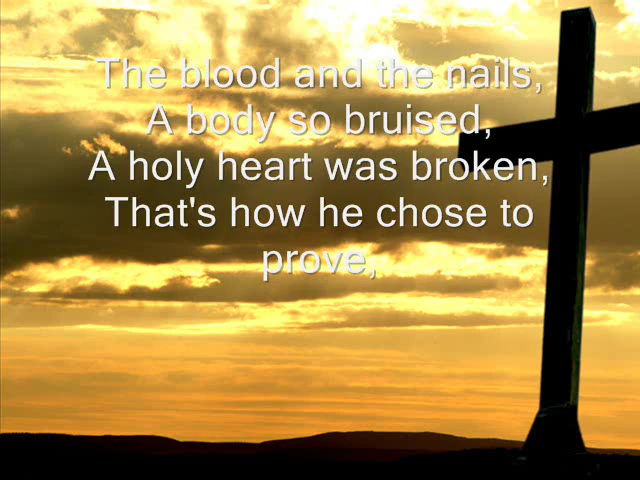 The blood and the nails,
A body so bruised,
A holy heart was broken,
That's how he chose to
prove,